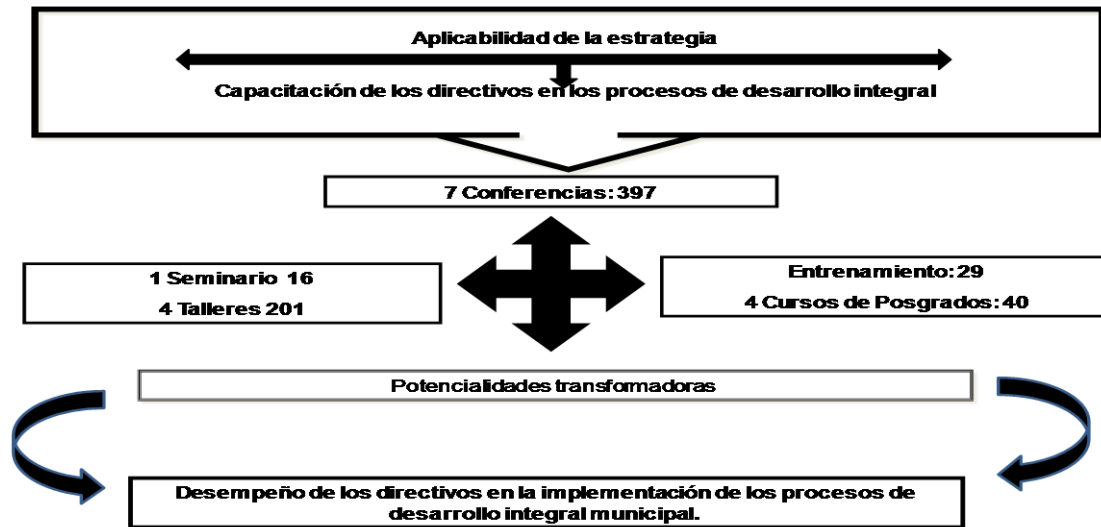 Aplicabilidad de la estrategia
Capacitación de los directivos en los procesos de desarrollo integral
7 Conferencias: 397
1 Seminario 16
4 Talleres 201
Entrenamiento: 29
4 Cursos de Posgrados: 40
Potencialidades transformadoras
Desempeño de los directivos en la implementación de los procesos de
desarrollo integral municipal.